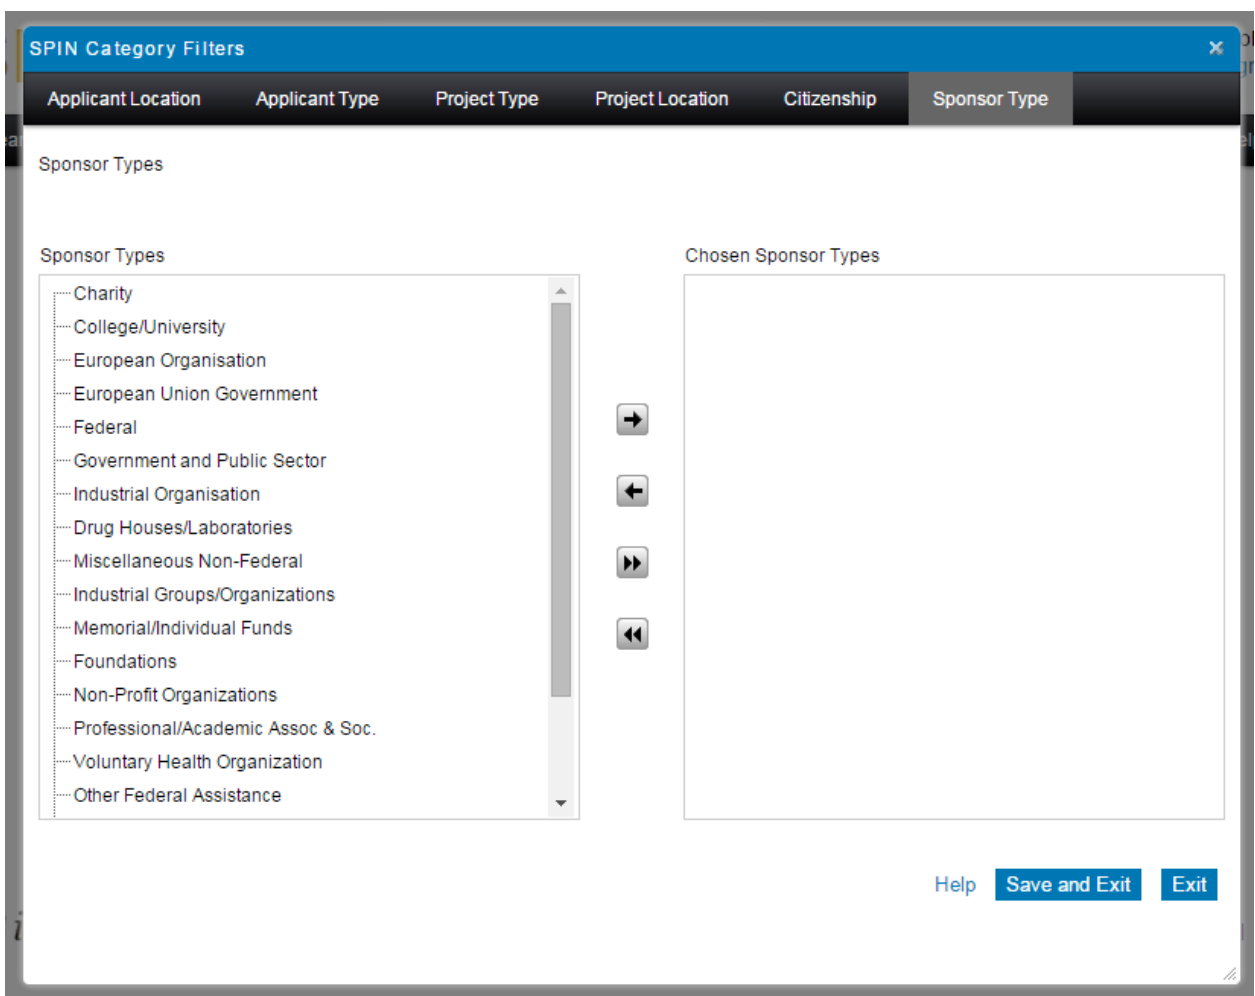 SPIN Category Filters
Applicant Location Applicant Type Project Type Project Location Citizenship Sponsor Type
Sponsor Types
Sponsor Types Chosen Sponsor Types
Charity
College/University
European Organisation
European Union Government
Federal
Government and Public Sector
Industrial Organisation
Drug Houses/Laboratories
Miscellaneous Non-Federal
Industrial Groups/Organizations
Memorial/Individual Funds
Foundations
Non-Profit Organizations
Professional/Academic Assoc & Soc.
Voluntary Health Organization
Other Federal Assistance
Help Save and Exit Exit